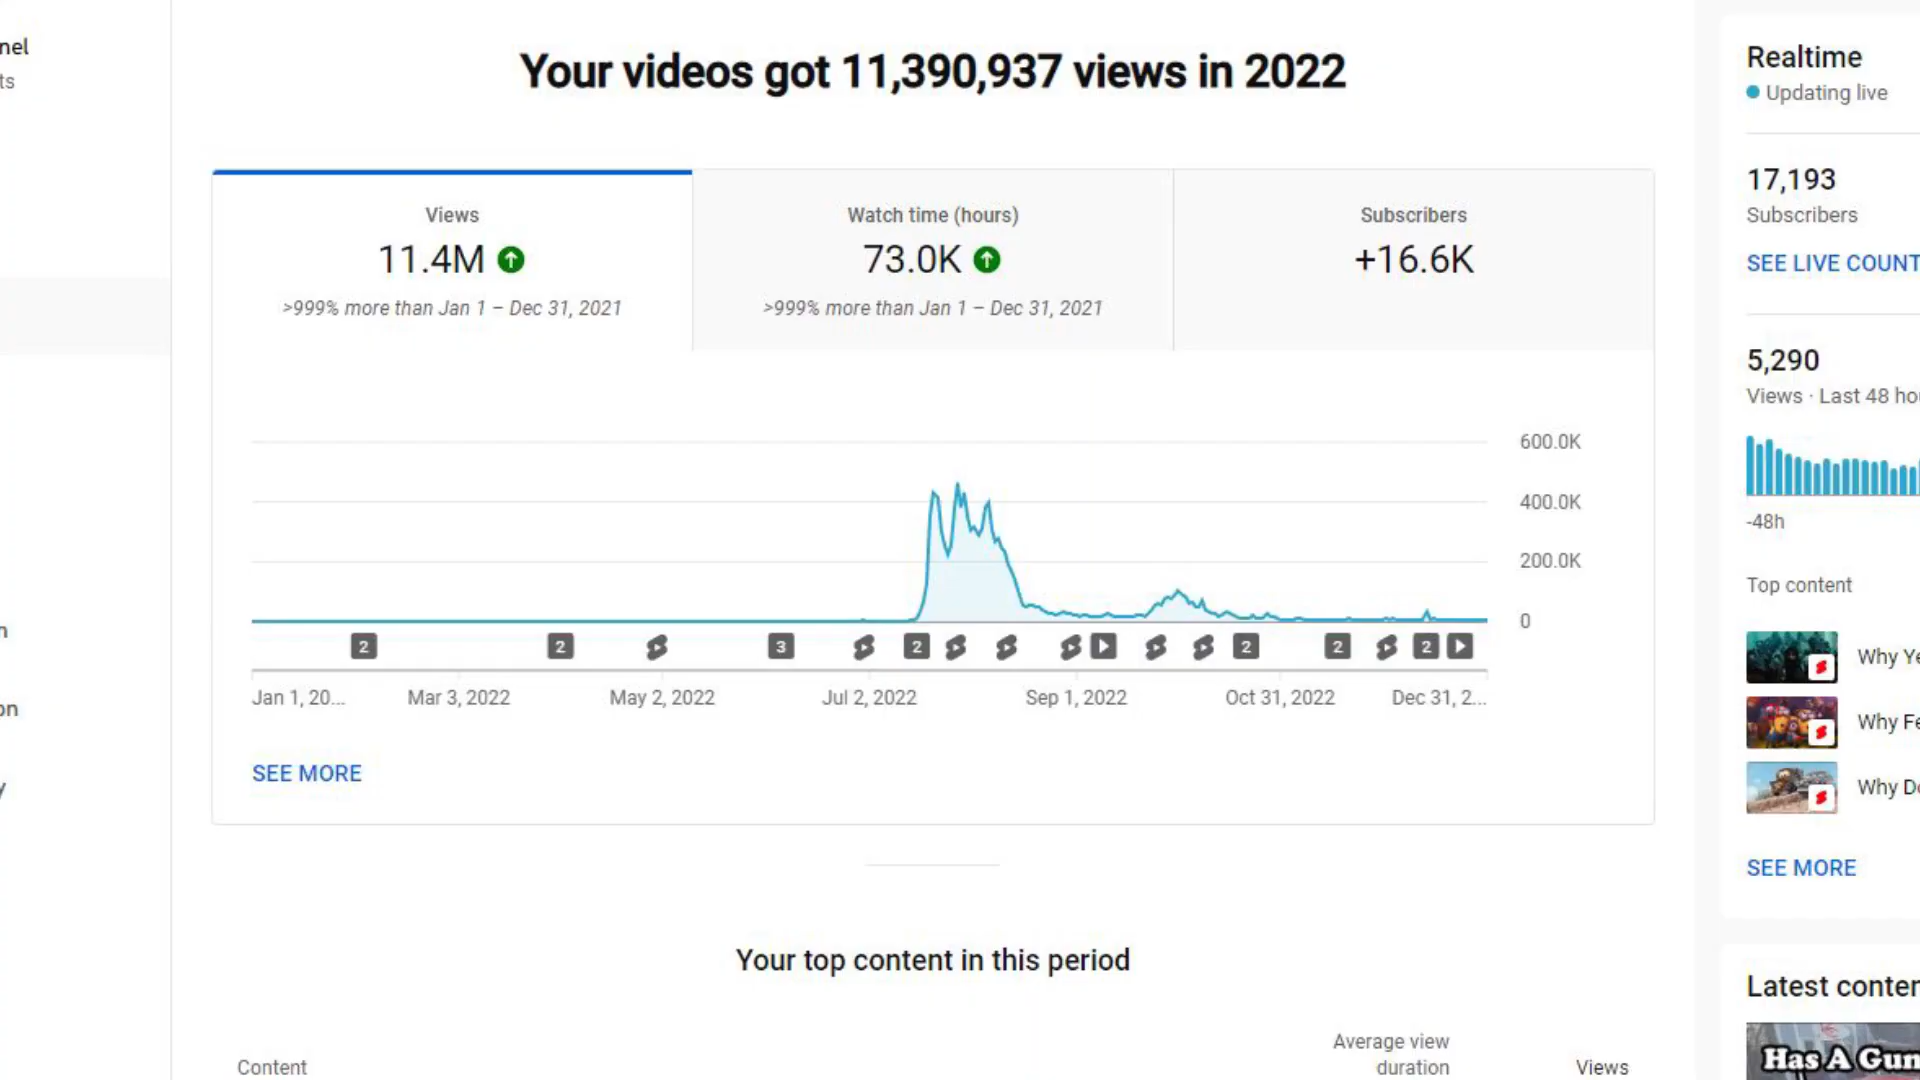 nel
ts
n
on
y
Your videos got 11,390,937 views in 2022
Views
11.4M
>999% more than Jan 1 – Dec 31, 2021
Watch time (hours)
73.0K
>999% more than Jan 1 – Dec 31, 2021
Subscribers
+16.6K
600.0K
400.0K
200.0K
0
2 2 3 2 2 2 2
Jan 1, 20... Mar 3, 2022 May 2, 2022 Jul 2, 2022 Sep 1, 2022 Oct 31, 2022 Dec 31, 2...
SEE MORE
Your top content in this period
Content
Average view
duration
Views
Realtime
Updating live
17,193
Subscribers
SEE LIVE COUNT
5,290
Views · Last 48 hou
-48h
Top content
Why Ye
Why Fe
Why Do
SEE MORE
Latest conten
Has A Gun